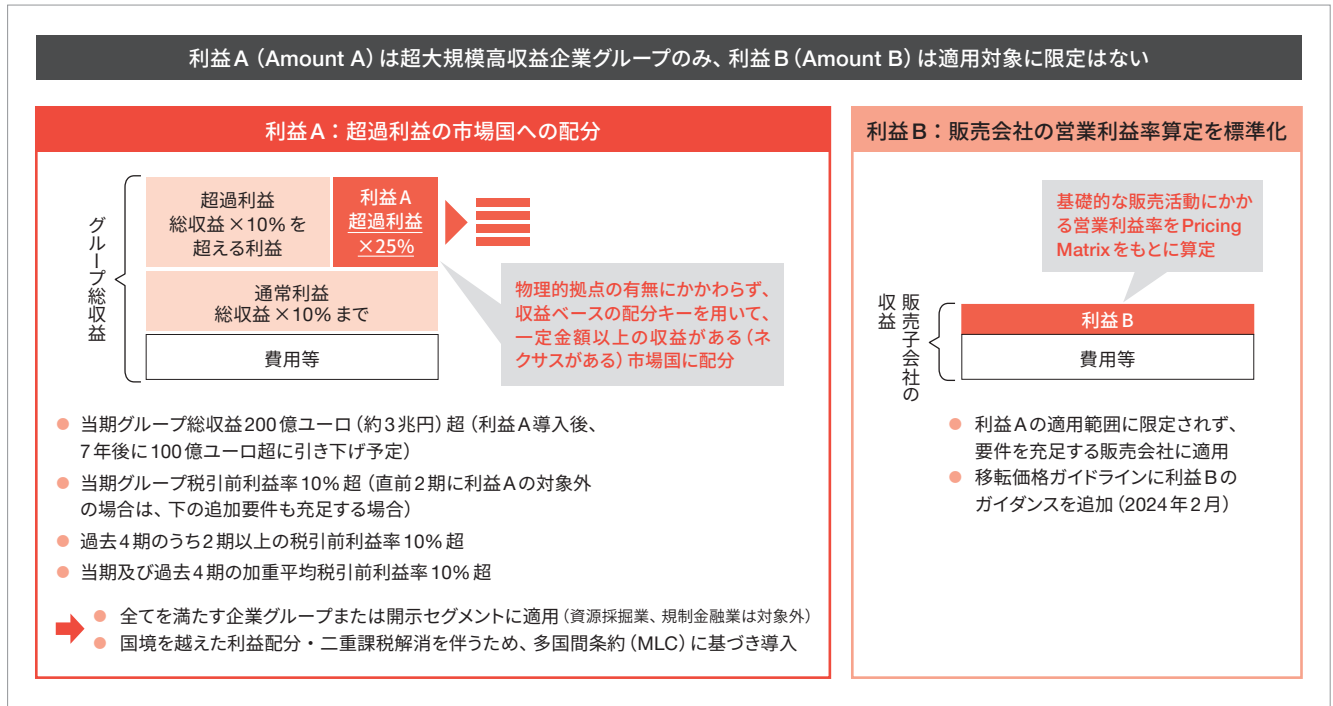 利益A（Amount A）は超大規模高収益企業グループのみ、利益B（Amount B）は適用対象に限定はない
利益A：超過利益の市場国への配分
グループ総収益
超過利益
総収益×10%を
超える利益
利益A
超過利益
×25%
通常利益
総収益×10%まで
費用等
物理的拠点の有無にかかわらず、
収益ベースの配分キーを用いて、
一定金額以上の収益がある（ネ
クサスがある）市場国に配分
● 当期グループ総収益200億ユーロ（約3兆円）超（利益A導入後、
7年後に100億ユーロ超に引き下げ予定）
● 当期グループ税引前利益率10%超（直前2期に利益Aの対象外
の場合は、下の追加要件も充足する場合）
● 過去4期のうち2期以上の税引前利益率10%超
● 当期及び過去4期の加重平均税引前利益率10%超
● 全てを満たす企業グループまたは開示セグメントに適用（資源採掘業、規制金融業は対象外）
● 国境を越えた利益配分・二重課税解消を伴うため、多国間条約（MLC）に基づき導入
利益B：販売会社の営業利益率算定を標準化
基礎的な販売活動にかか
る営業利益率をPricing
Matrixをもとに算定
販売子会社の
収益
利益B
費用等
● 利益Aの適用範囲に限定されず、
要件を充足する販売会社に適用
● 移転価格ガイドラインに利益Bの
ガイダンスを追加（2024年2月）